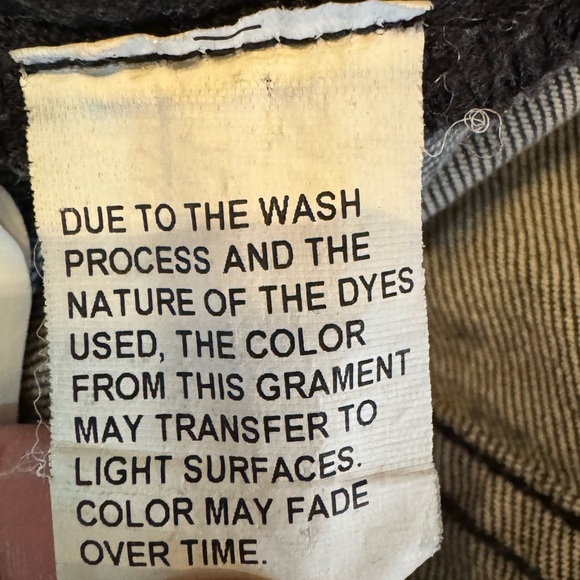 DUE TO THE WASH
PROCESS AND THE
NATURE OF THE DYES
USED, THE COLOR
FROM THIS GRAMENT
MAY TRANSFER TO
LIGHT SURFACES.
COLOR MAY FADE
OVER TIME.